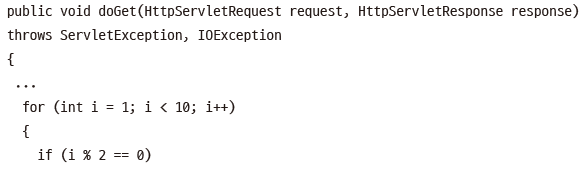 public void doGet(HttpServletRequest request, HttpServletResponse response)
throws ServletException, IOException
{
...
for (int i = 1; i < 10; i++)
{
if (i % 2 == 0)